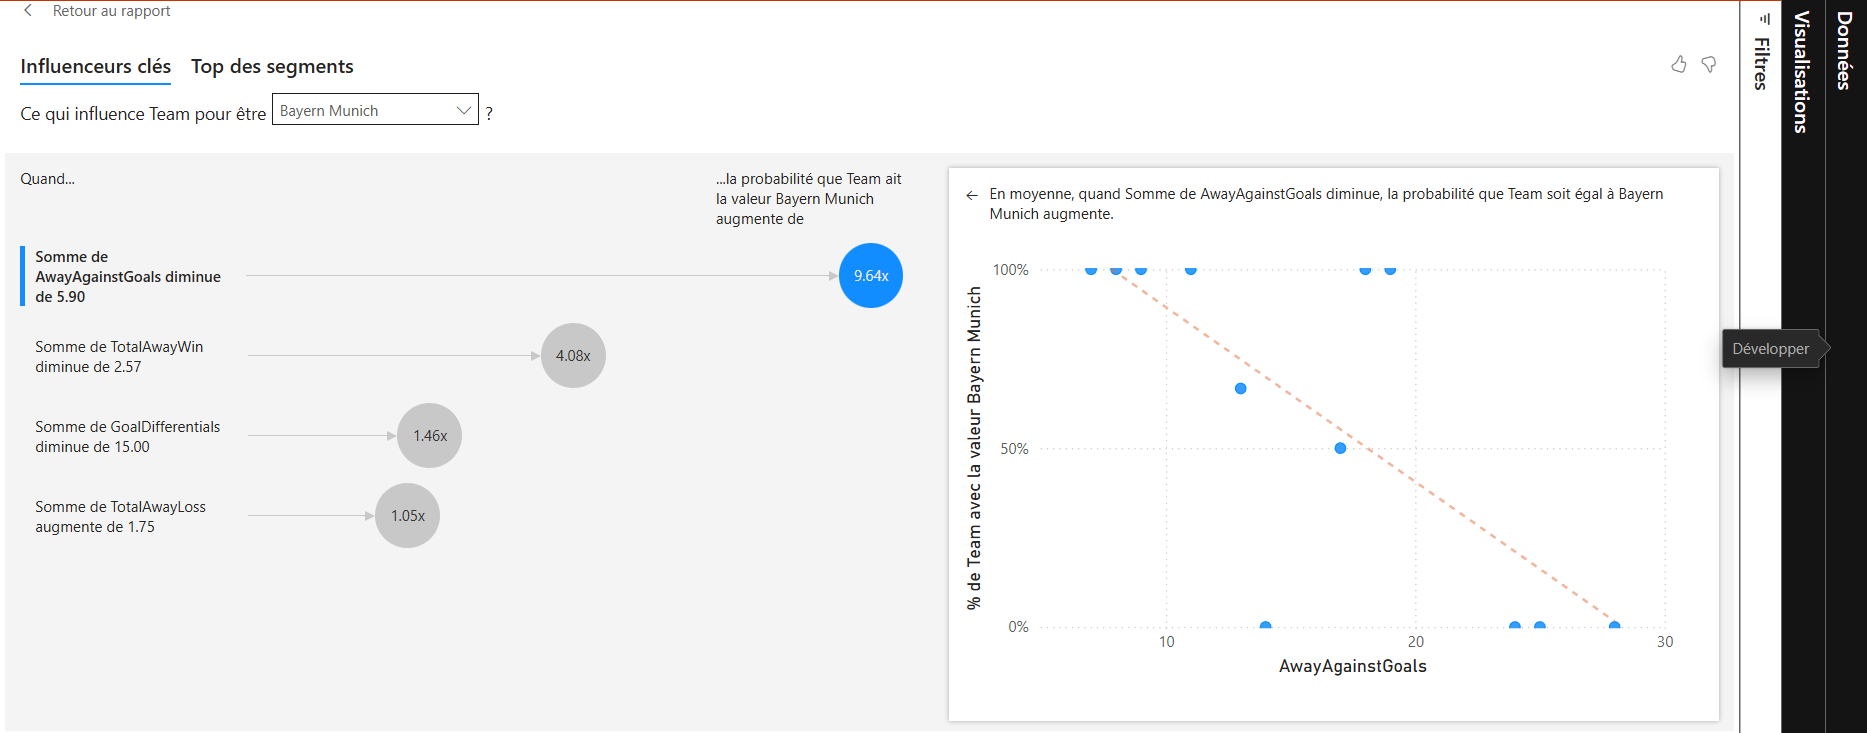 Retour au rapport
Influenceurs clés
Top des segments
Ce qui influence Team pour être
Bayern Munich
?
Quand...
...la probabilité que Team ait
la valeur Bayern Munich
augmente de
Somme de
AwayAgainstGoals diminue
de 5.90
9.64x
Somme de TotalAwayWin
diminue de 2.57
4.08x
Somme de GoalDifferentials
diminue de 15.00
1.46x
Somme de TotalAwayLoss
augmente de 1.75
1.05x
En moyenne, quand Somme de AwayAgainstGoals diminue, la probabilité que Team soit égal à Bayern
Munich augmente.
% de Team avec la valeur Bayern Munich
100%
50%
0%
10
20
30
AwayAgainstGoals
Filtres
Visualisations
Données
Développer